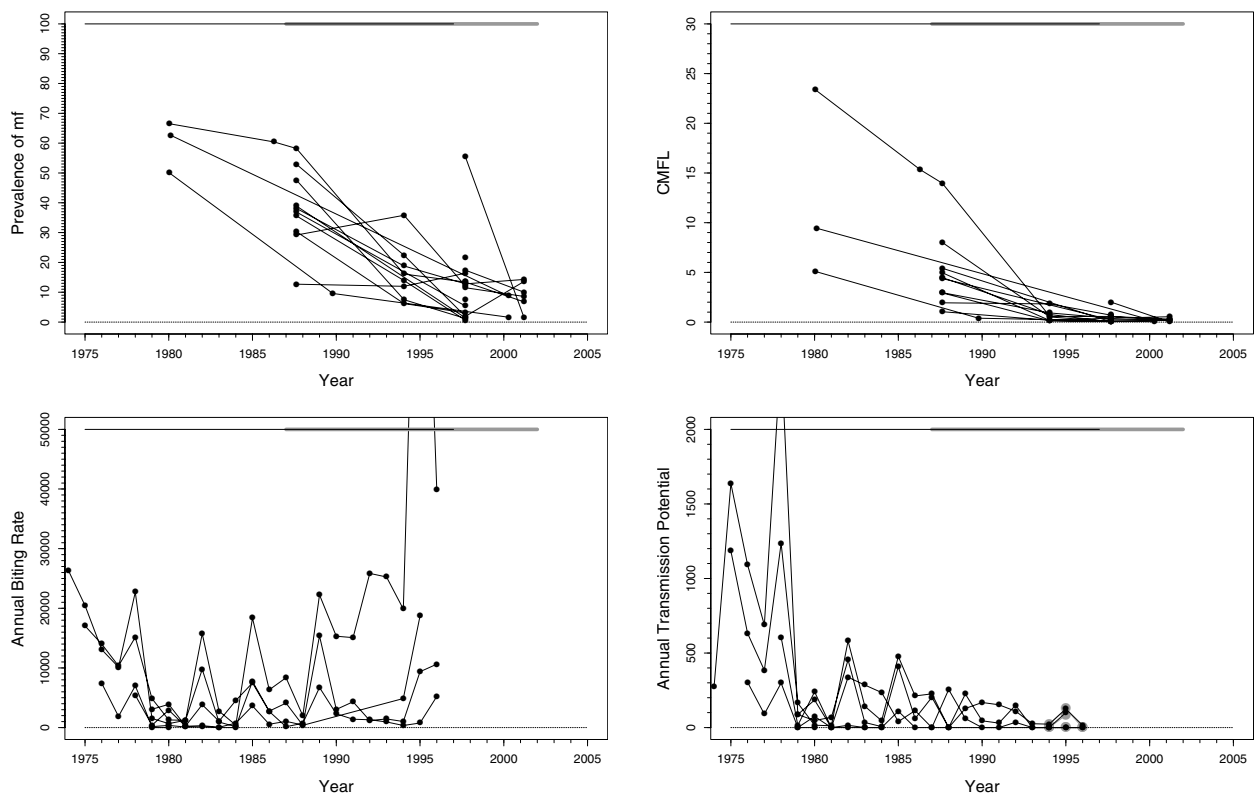 0 10 20 30 40 50 60 70 80 90 100
Prevalence of mf
1975 1980 1985 1990 1995 2000 2005
Year
0 5 10 15 20 25 30
CMFL
1975 1980 1985 1990 1995 2000 2005
Year
0 10000 20000 30000 50000
Annual Biting Rate
1975 1980 1985 1990 1995 2000 2005
Year
0 500 1000 1500 2000
Annual Transmission Potential
1975 1980 1985 1990 1995 2000 2005
Year